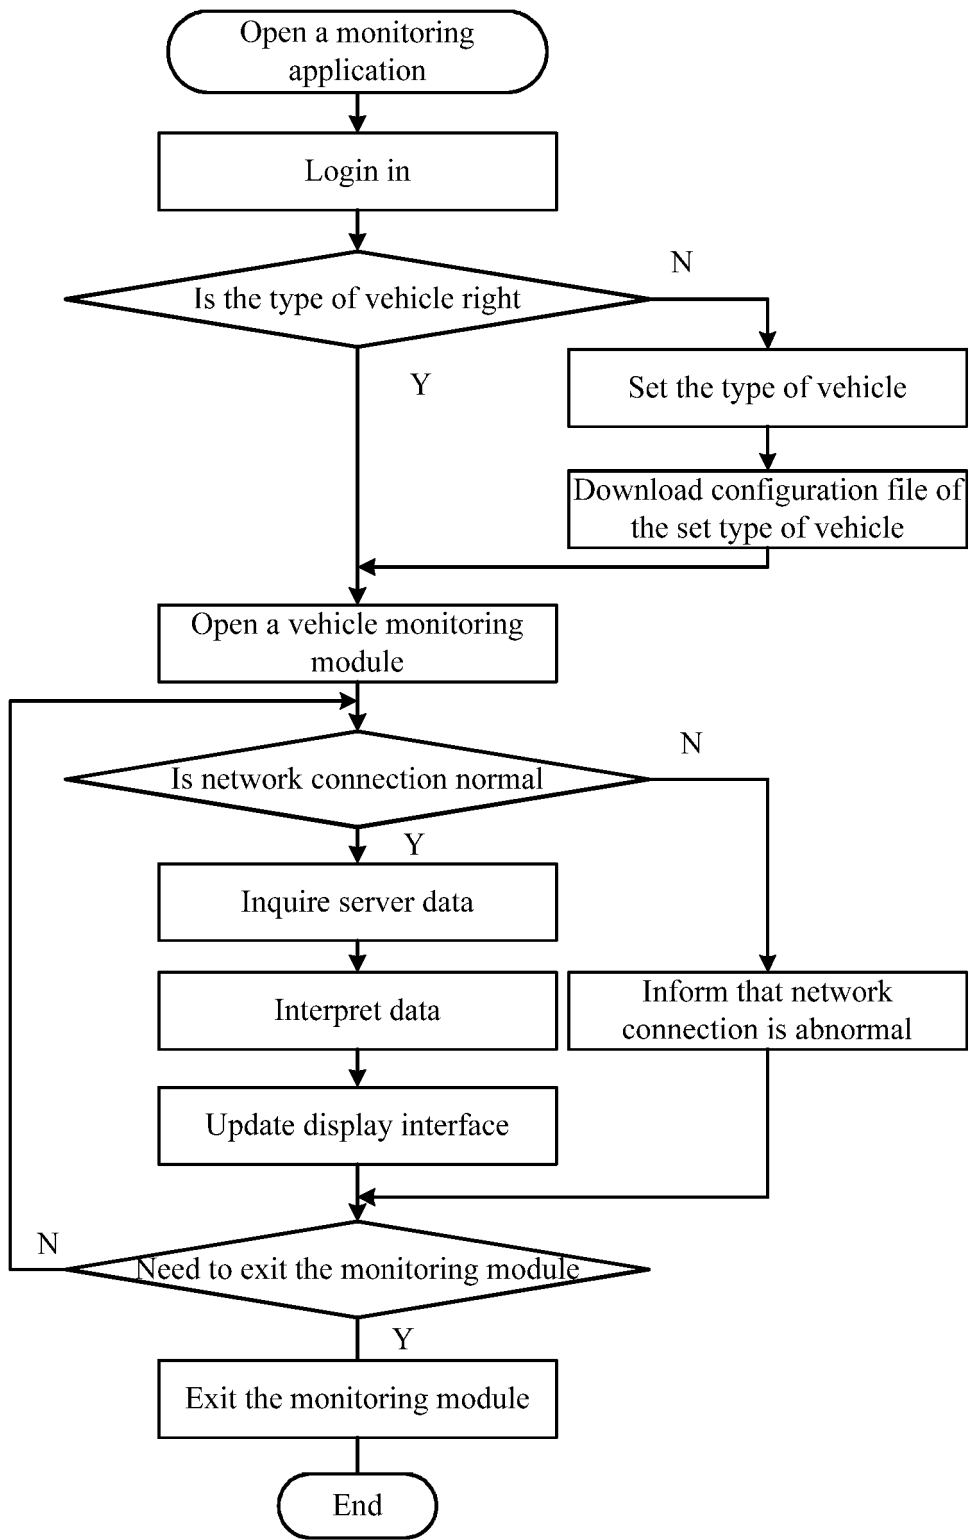 Open a monitoring
application
Login in
Is the type of vehicle right
N
Y
Set the type of vehicle
Download configuration file of
the set type of vehicle
Open a vehicle monitoring
module
Is network connection normal
N
Y
Inquire server data
Interpret data
Inform that network
connection is abnormal
Update display interface
Need to exit the monitoring module
N
Y
Exit the monitoring module
End